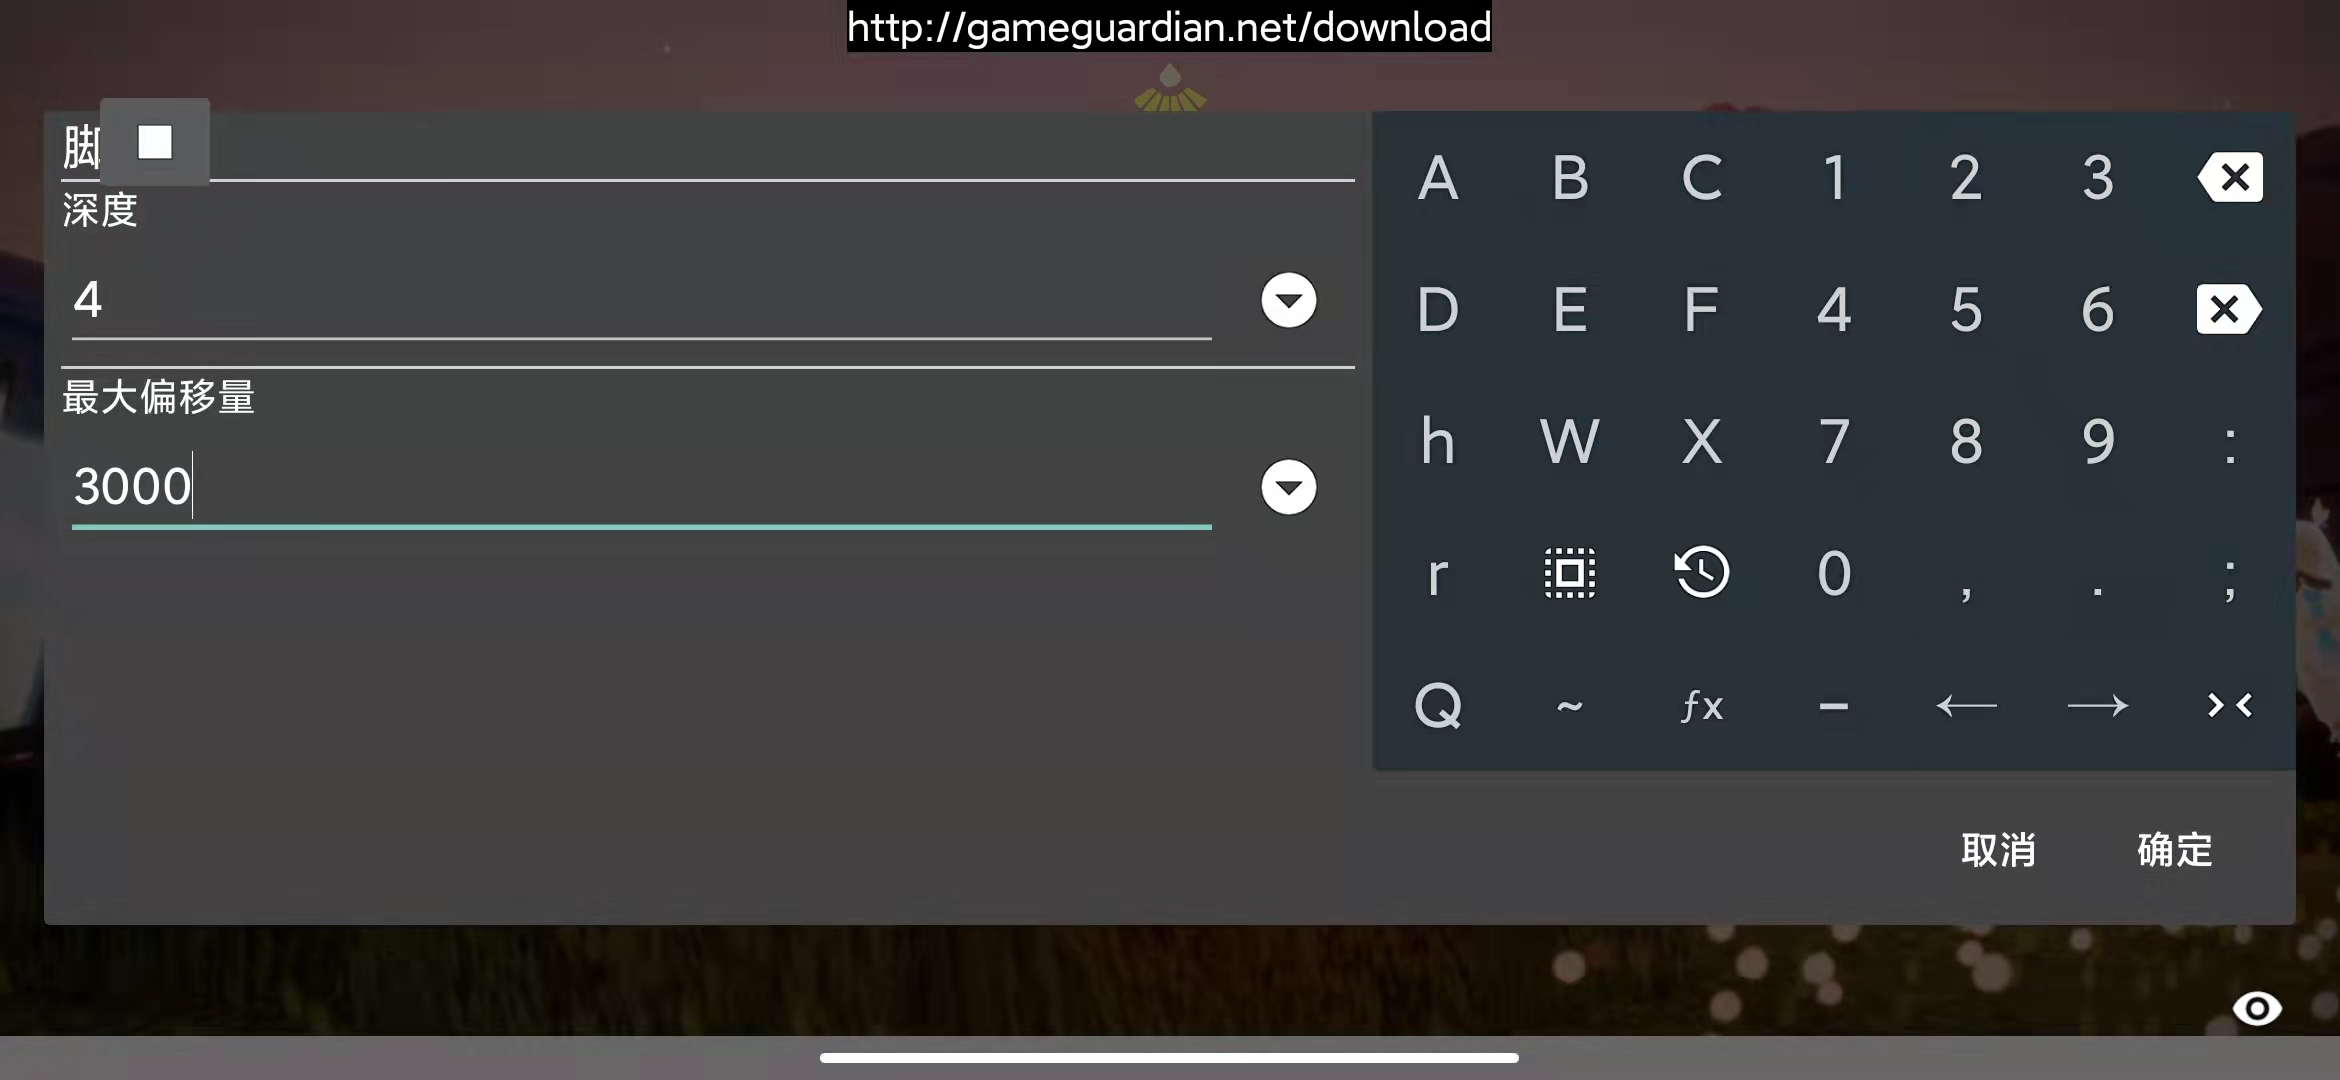 http://gameguardian.net/download
脚
深度
4
最大偏移量
3000
A B C 1 2 3
D E F 4 5 6
h W X 7 8 9 :
r 0 , . ;
Q ~ ƒx − ← → ><
取消 确定